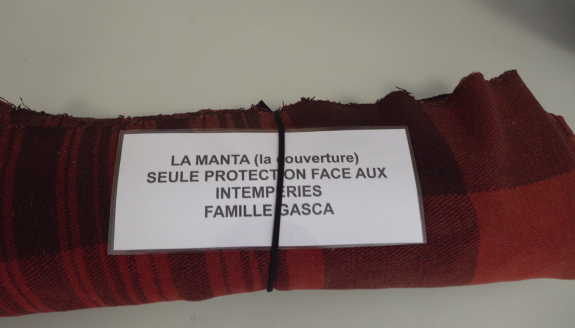 LA MANTA (la couverture)
SEULE PROTECTION FACE AUX
INTEMPERIES
FAMILLE GASCA